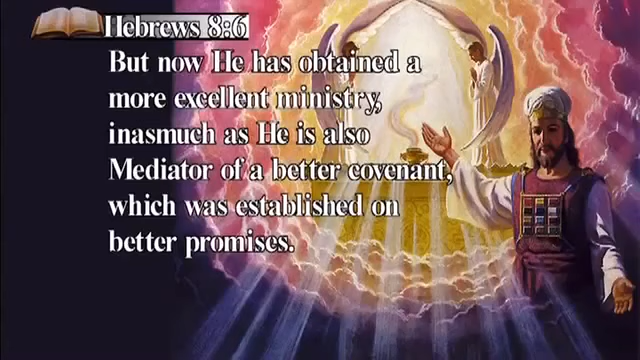 Hebrews 8:6
But now He has obtained a
more excellent ministry,
inasmuch as He is also
Mediator of a better covenant,
which was established on
better promises.